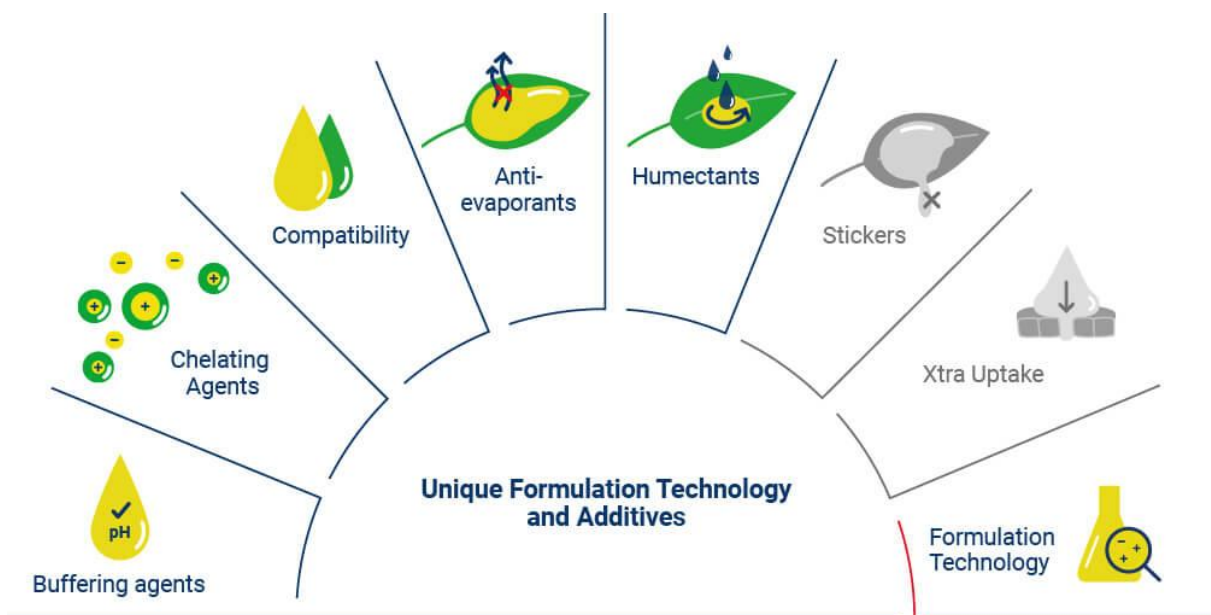 Buffering agents
pH
Chelating
Agents
Compatibility
Anti-
evaporants
Humectants
Stickers
Xtra Uptake
Formulation
Technology
Unique Formulation Technology
and Additives